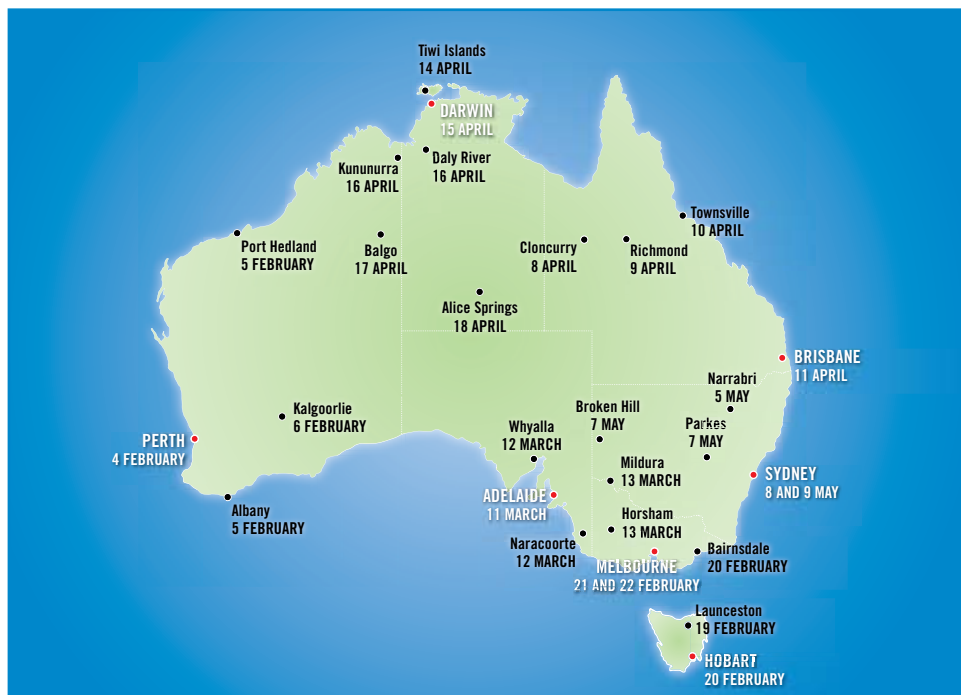 Tiwi Islands
14 APRIL
DARWIN
15 APRIL
Daly River
16 APRIL
Kununurra
16 APRIL
Townsville
10 APRIL
Port Hedland
5 FEBRUARY
Balgo
17 APRIL
Cloncurry
8 APRIL
Richmond
9 APRIL
Alice Springs
18 APRIL
BRISBANE
11 APRIL
Narrabri
5 MAY
Kalgoorlie
6 FEBRUARY
Broken Hill
7 MAY
Parkes
7 MAY
Whyalla
12 MARCH
PERTH
4 FEBRUARY
Mildura
13 MARCH
SYDNEY
8 AND 9 MAY
ADELAIDE
11 MARCH
Albany
5 FEBRUARY
Horsham
13 MARCH
Naracoorte
12 MARCH
Bairnsdale
20 FEBRUARY
MELBOURNE
21 AND 22 FEBRUARY
Launceston
19 FEBRUARY
HOBART
20 FEBRUARY